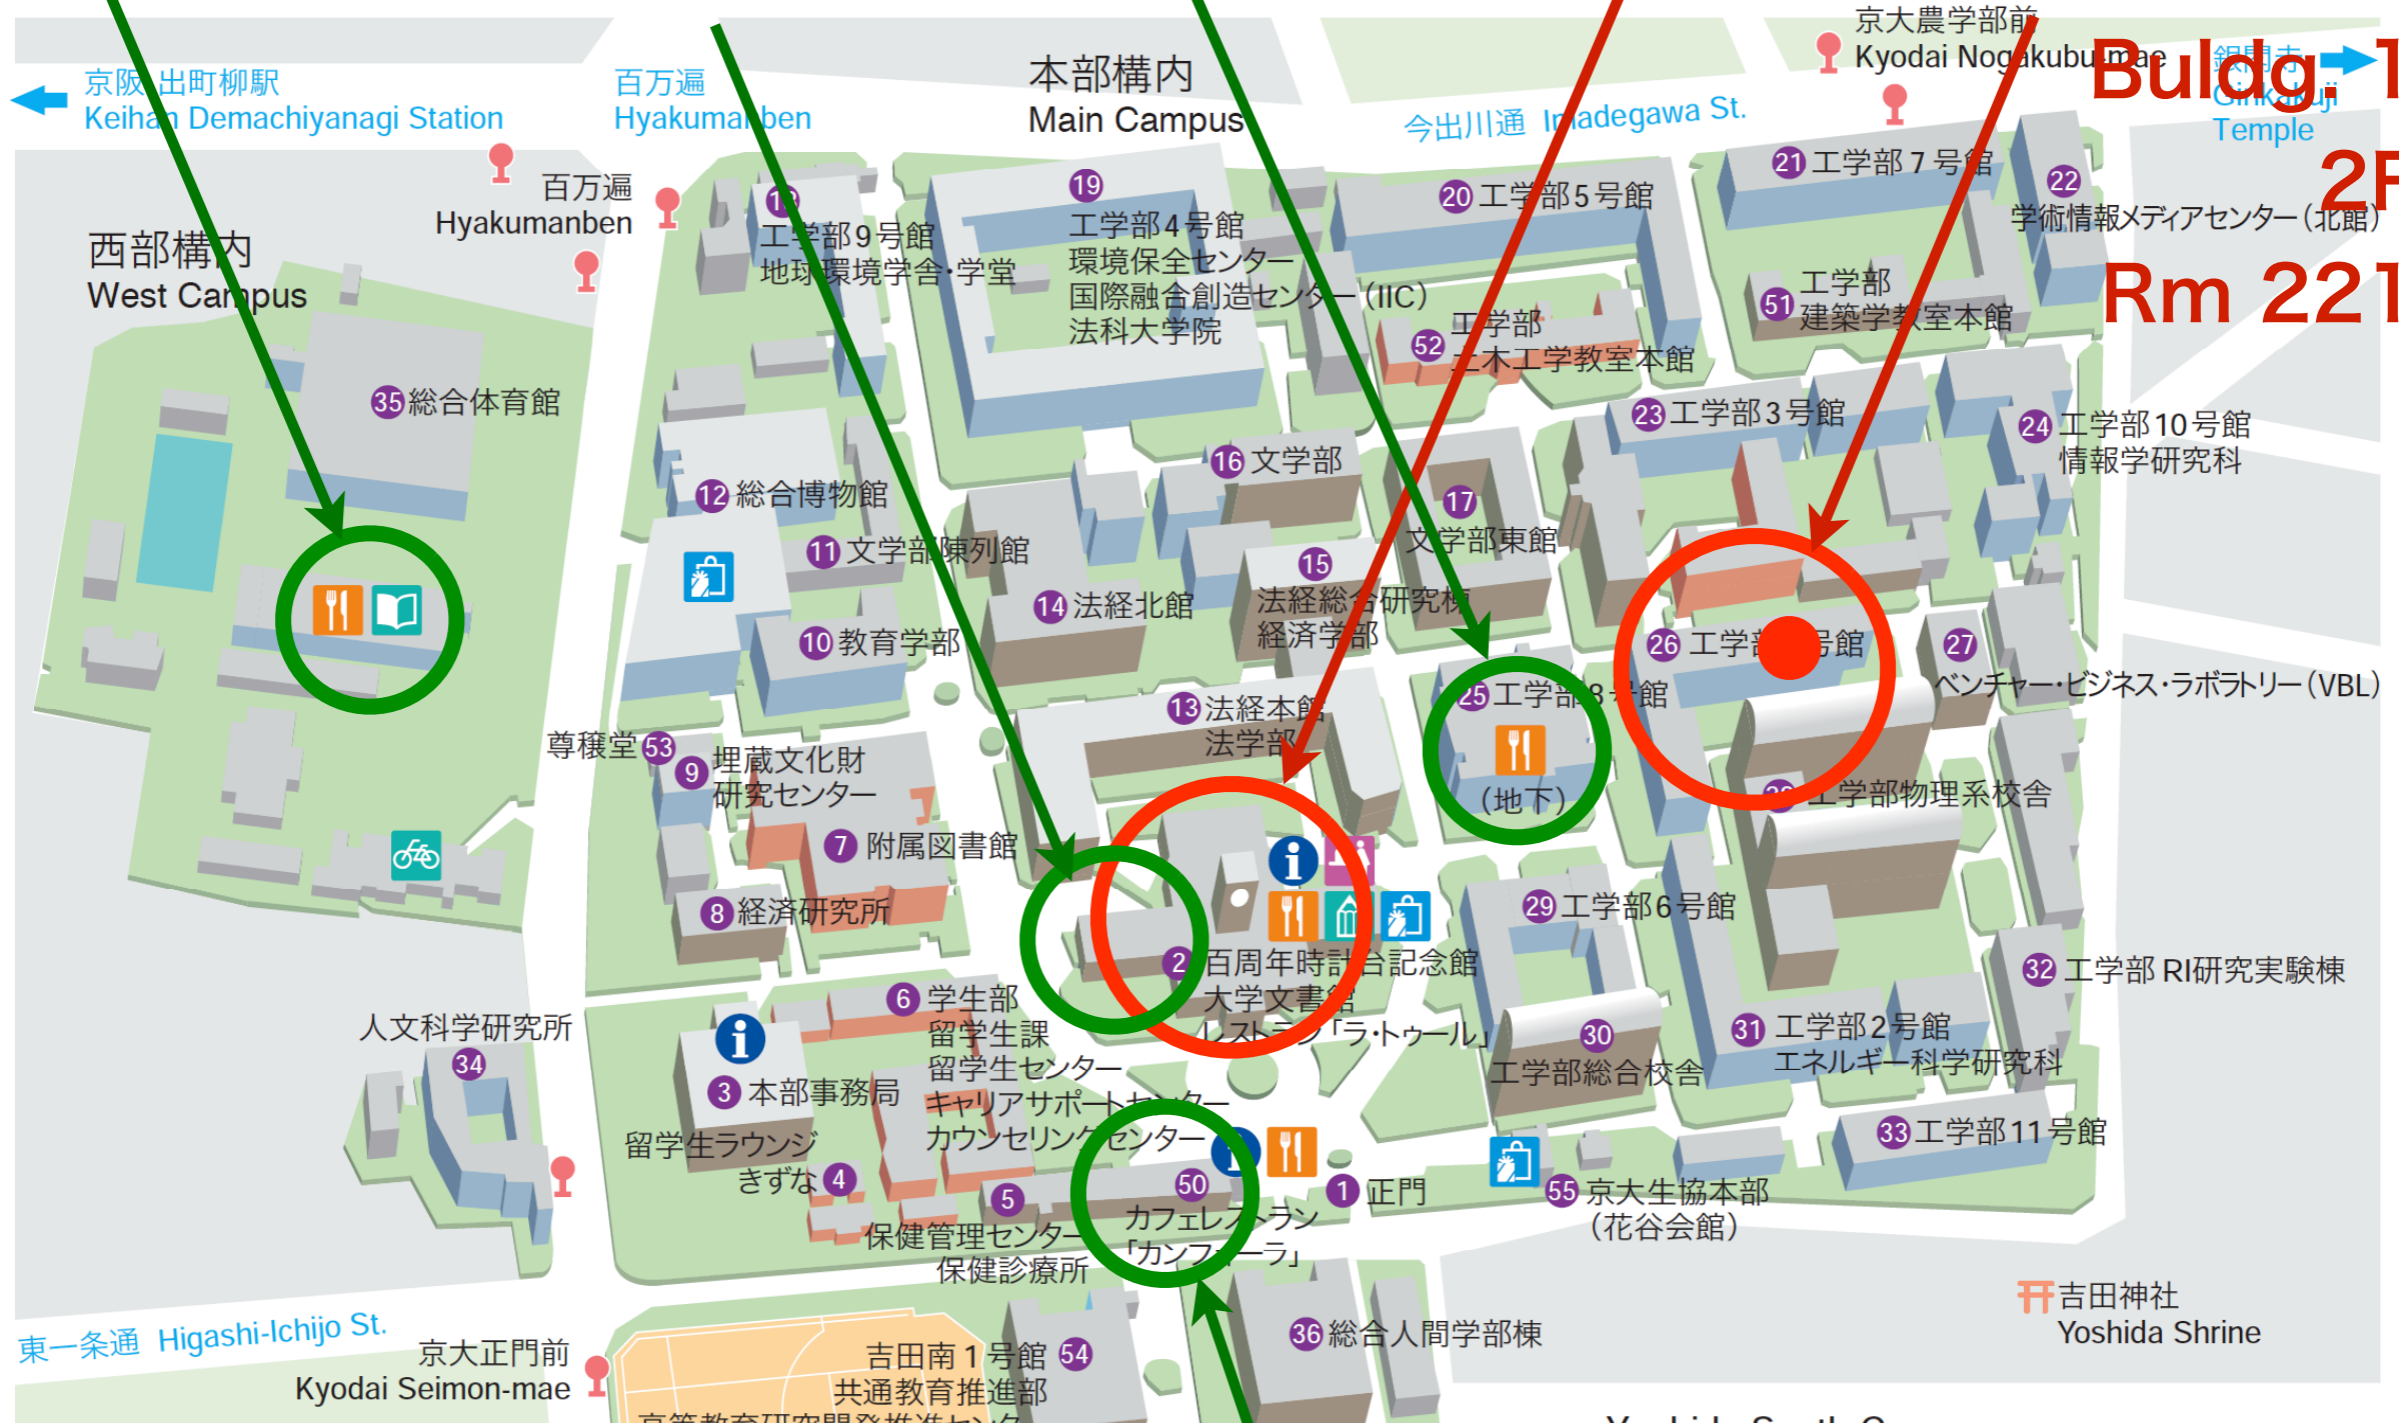 京大農学部前
Kyodai Nogakubu-mae
Buldg. 1
2F
Rm 221
銀閣寺
Ginkakuji
Temple
京阪 出町柳駅
Keihan Demachiyanagi Station
百万遍
Hyakumanben
本部構内
Main Campus
今出川通 Imadegawa St.
百万遍
Hyakumanben
西部構内
West Campus
18
工学部9号館
地球環境学舎・学堂
19
工学部4号館
環境保全センター
国際融合創造センター(IIC)
法科大学院
20 工学部5号館
21 工学部7号館
22
学術情報メディアセンター(北館)
51 工学部
建築学教室本館
52 工学部
土木工学教室本館
35 総合体育館
23 工学部3号館
24 工学部10号館
情報学研究科
16 文学部
12 総合博物館
17
文学部東館
11 文学部陳列館
15
法経総合研究棟
経済学部
14 法経北館
10 教育学部
26 工学部 号館
27
ベンチャー・ビジネス・ラボラトリー(VBL)
25 工学部8号館
(地下)
13 法経本館
法学部
尊穣堂 53
9 埋蔵文化財
研究センター
工学部物理系校舎
7 附属図書館
8 経済研究所
29 工学部6号館
2 百周年時計台記念館
大学文書館
レストラン「ラ・トゥール」
32 工学部 RI研究実験棟
6 学生部
留学生課
留学生センター
キャリアサポートセンター
カウンセリングセンター
人文科学研究所
34
30
工学部総合校舎
31 工学部2号館
エネルギー科学研究科
3 本部事務局
留学生ラウンジ
きずな 4
33 工学部11号館
5
保健管理センター
保健診療所
50
カフェレストラン
「カンフォーラ」
1 正門
55 京大生協本部
(花谷会館)
吉田神社
Yoshida Shrine
東一条通 Higashi-Ichijo St.
京大正門前
Kyodai Seimon-mae
吉田南1号館 54
共通教育推進部
36 総合人間学部棟